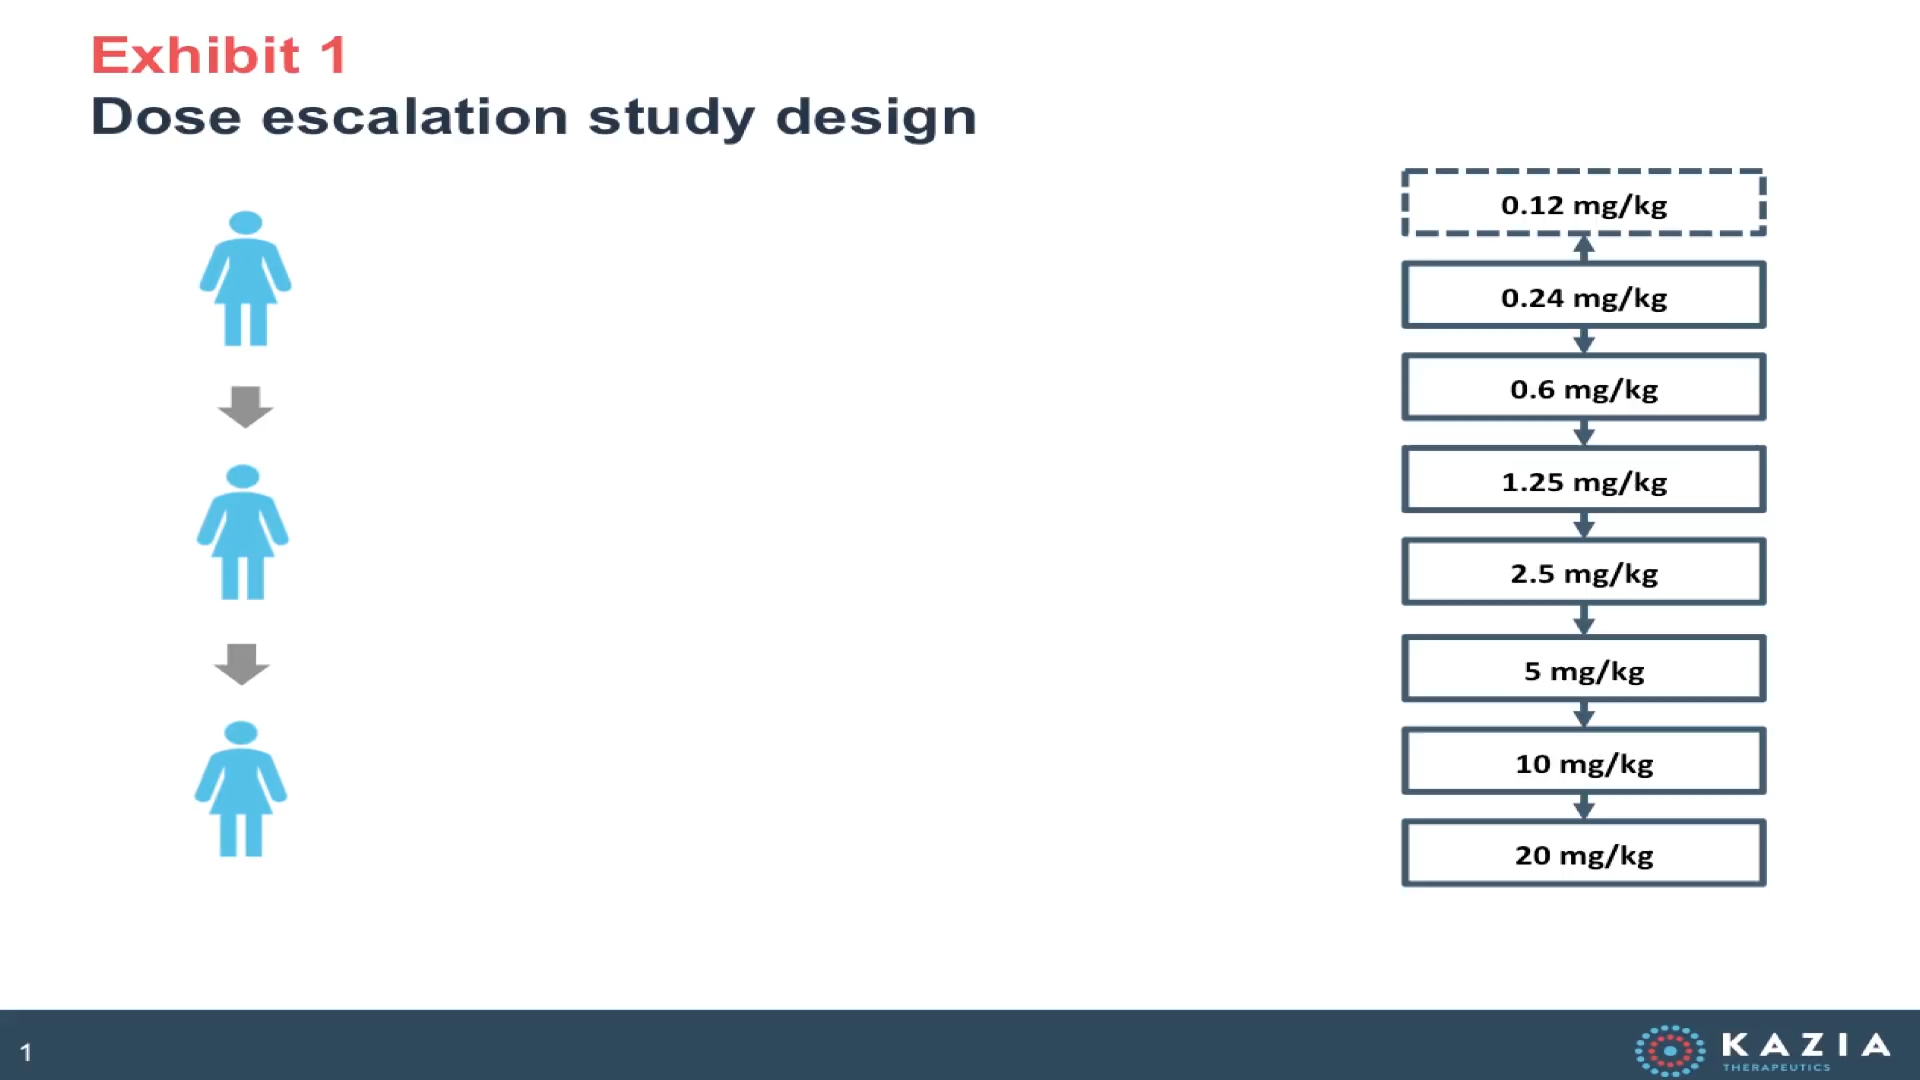 Exhibit 1
Dose escalation study design
0.12 mg/kg
0.24 mg/kg
0.6 mg/kg
1.25 mg/kg
2.5 mg/kg
5 mg/kg
10 mg/kg
20 mg/kg
1
KAZIA
THERAPEUTICS